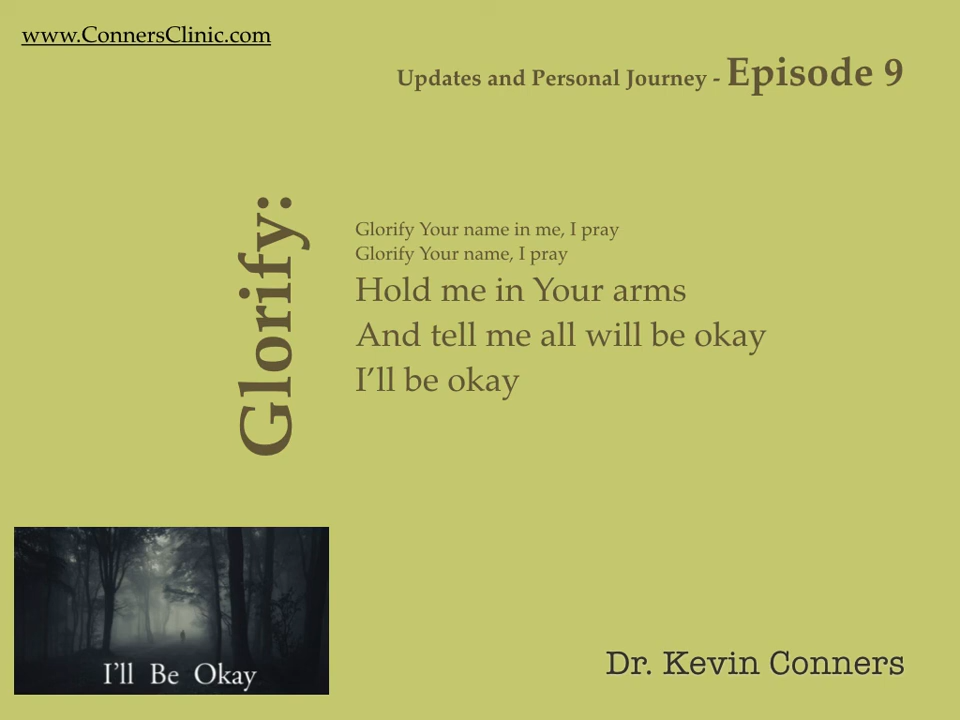 www.ConnersClinic.com
Updates and Personal Journey - Episode 9
Glorify:
Glorify Your name in me, I pray
Glorify Your name, I pray
Hold me in Your arms
And tell me all will be okay
I’ll be okay
I'll Be Okay
Dr. Kevin Conners